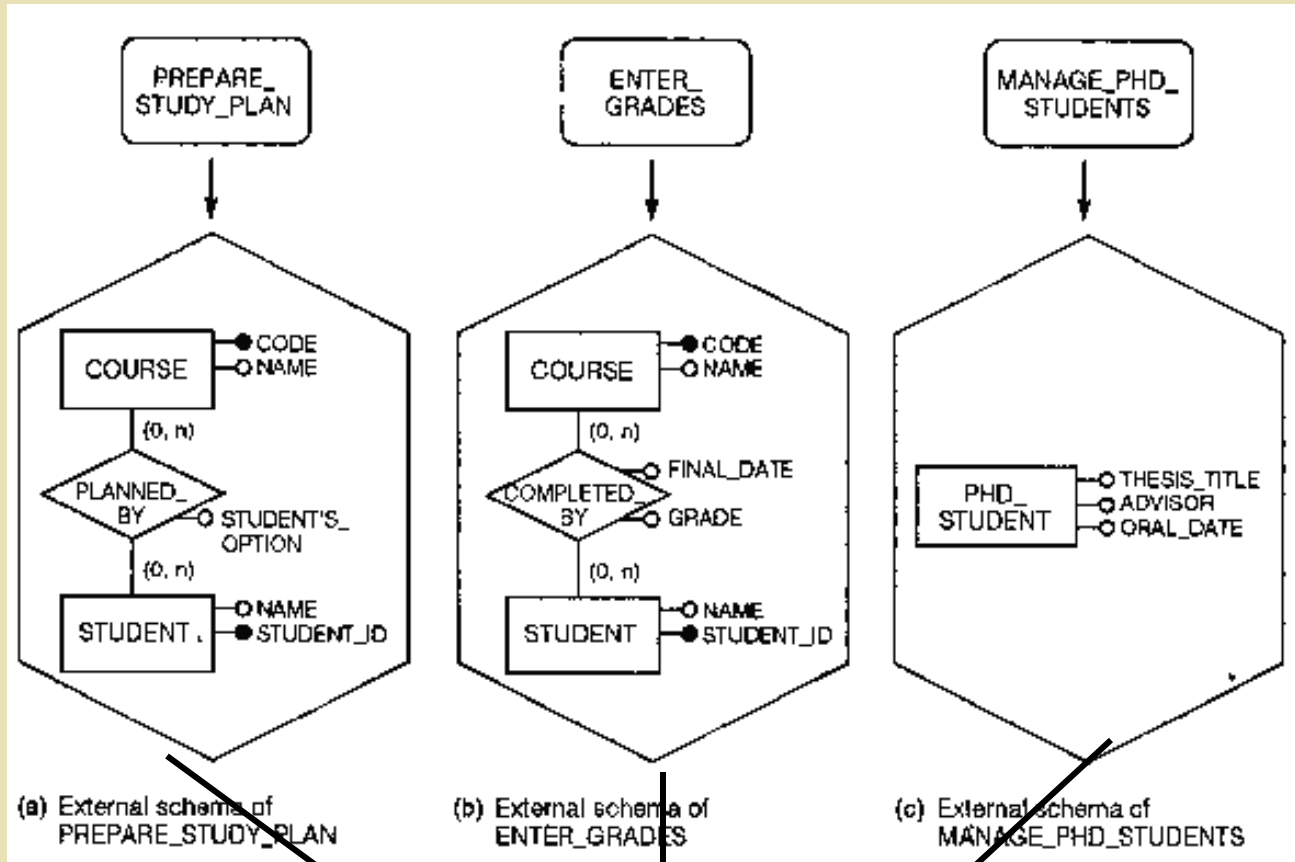 PREPARE_
STUDY_PLAN
ENTER_
GRADES
MANAGE_PHD_
STUDENTS
COURSE
CODE
NAME
(0, n)
PLANNED_
BY
STUDENT'S_
OPTION
(0, n)
STUDENT
NAME
STUDENT_ID
COURSE
CODE
NAME
(0, n)
COMPLETED_
BY
FINAL_DATE
GRADE
(0, n)
STUDENT
NAME
STUDENT_ID
PHD_
STUDENT
THESIS_TITLE
ADVISOR
ORAL_DATE
(a) External schema of
PREPARE_STUDY_PLAN
(b) External schema of
ENTER_GRADES
(c) External schema of
MANAGE_PHD_STUDENTS